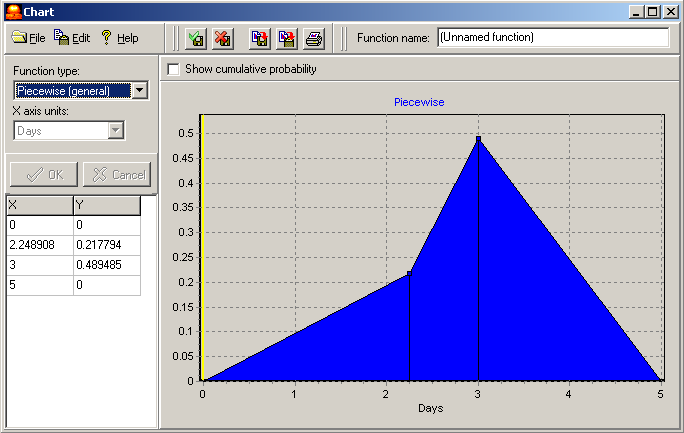 Chart
File Edit ? Help Function name: (Unnamed function)
Function type:
Piecewise (general)
X axis units:
Days
OK Cancel
X Y
0 0
2.248908 0.217794
3 0.489485
5 0
Show cumulative probability
Piecewise
0.5
0.45
0.4
0.35
0.3
0.25
0.2
0.15
0.1
0.05
0
0 1 2 3 4 5
Days